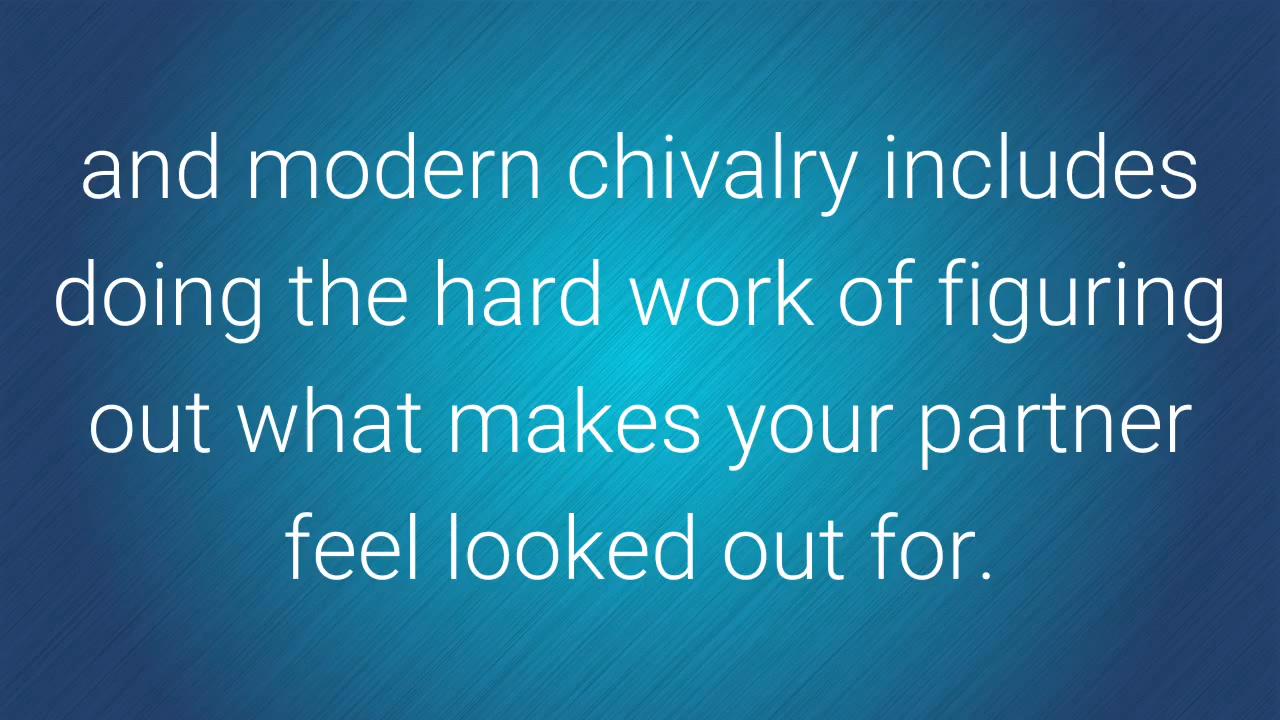 and modern chivalry includes
doing the hard work of figuring
out what makes your partner
feel looked out for.